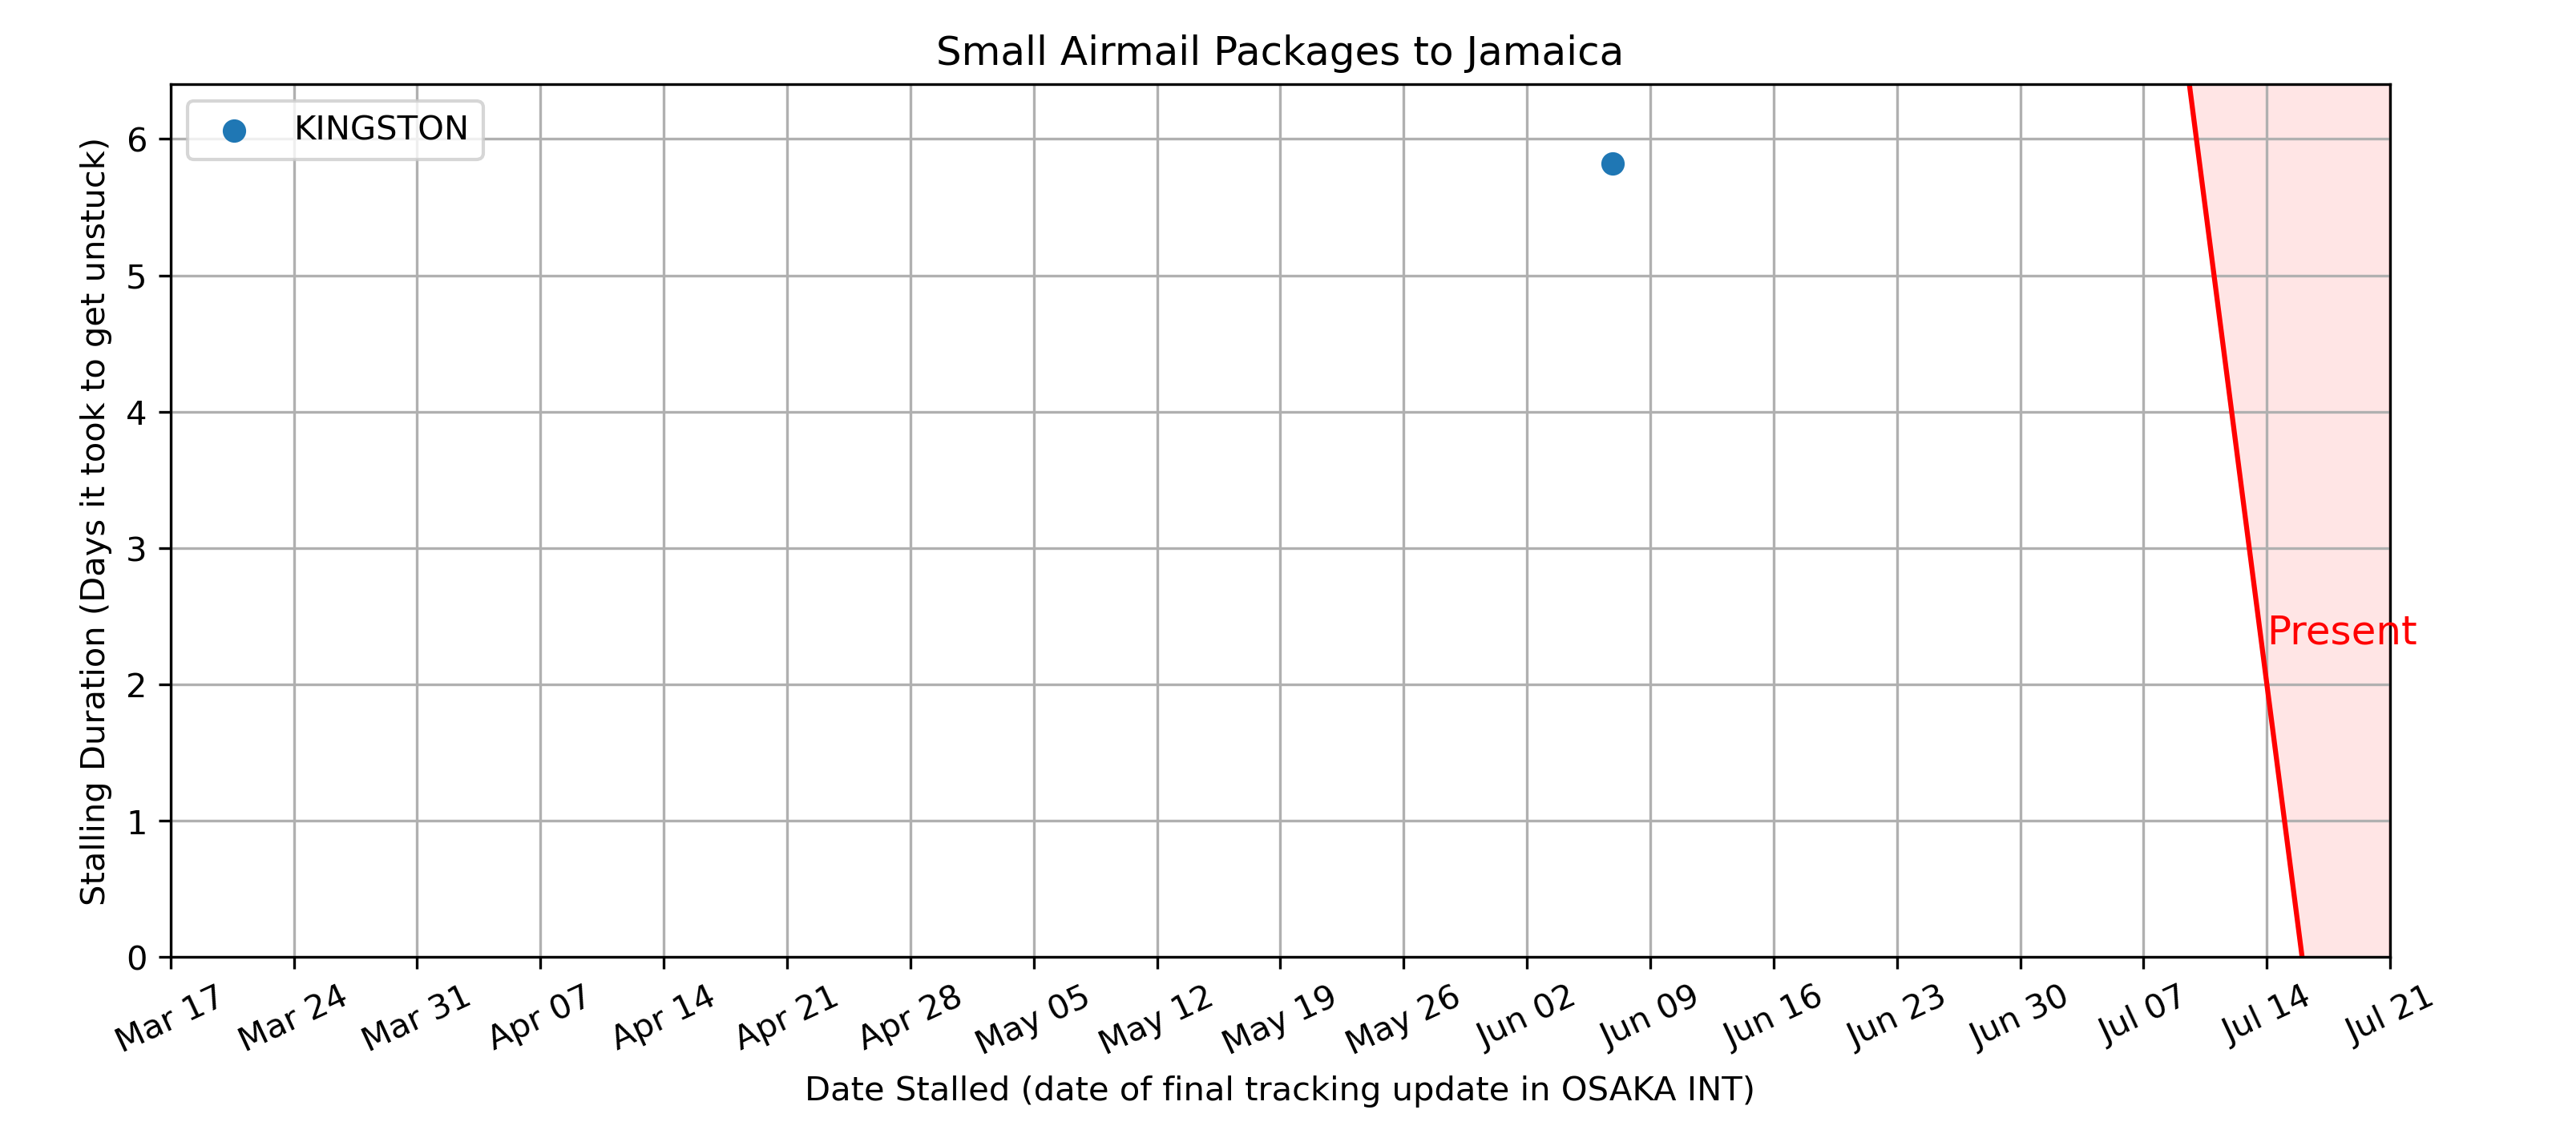 Small Airmail Packages to Jamaica
KINGSTON
Stalling Duration (Days it took to get unstuck)
6
5
4
3
2
1
0
Present
Mar 17
Mar 24
Mar 31
Apr 07
Apr 14
Apr 21
Apr 28
May 05
May 12
May 19
May 26
Jun 02
Jun 09
Jun 16
Jun 23
Jun 30
Jul 07
Jul 14
Jul 21
Date Stalled (date of final tracking update in OSAKA INT)